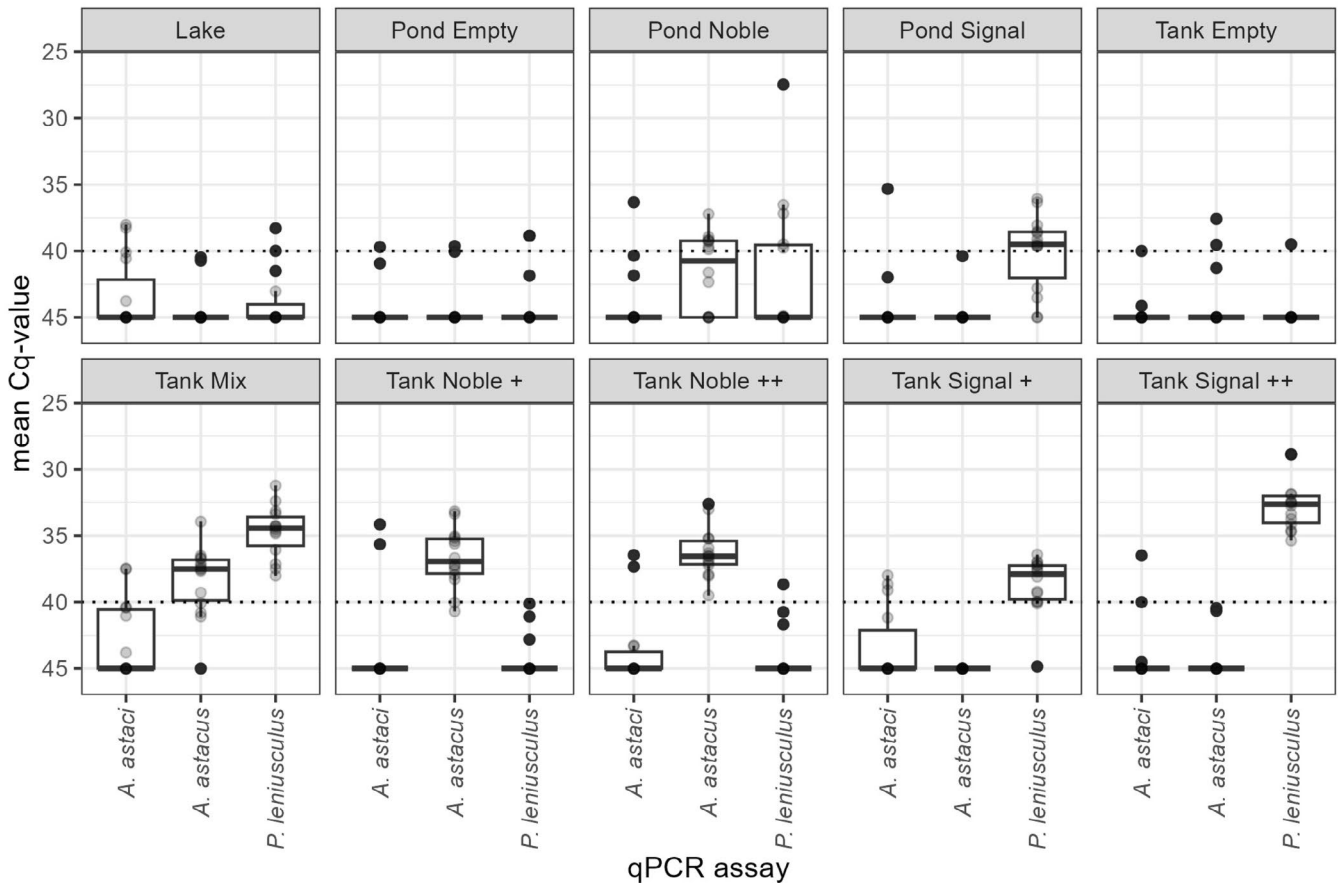 Lake
Pond Empty
Pond Noble
Pond Signal
Tank Empty
25
30
35
40
45
Tank Mix
Tank Noble +
Tank Noble ++
Tank Signal +
Tank Signal ++
25
30
35
40
45
mean Cq-value
A. astaci
A. astacus
P. leniusculus
A. astaci
A. astacus
P. leniusculus
A. astaci
A. astacus
P. leniusculus
A. astaci
A. astacus
P. leniusculus
A. astaci
A. astacus
P. leniusculus
qPCR assay